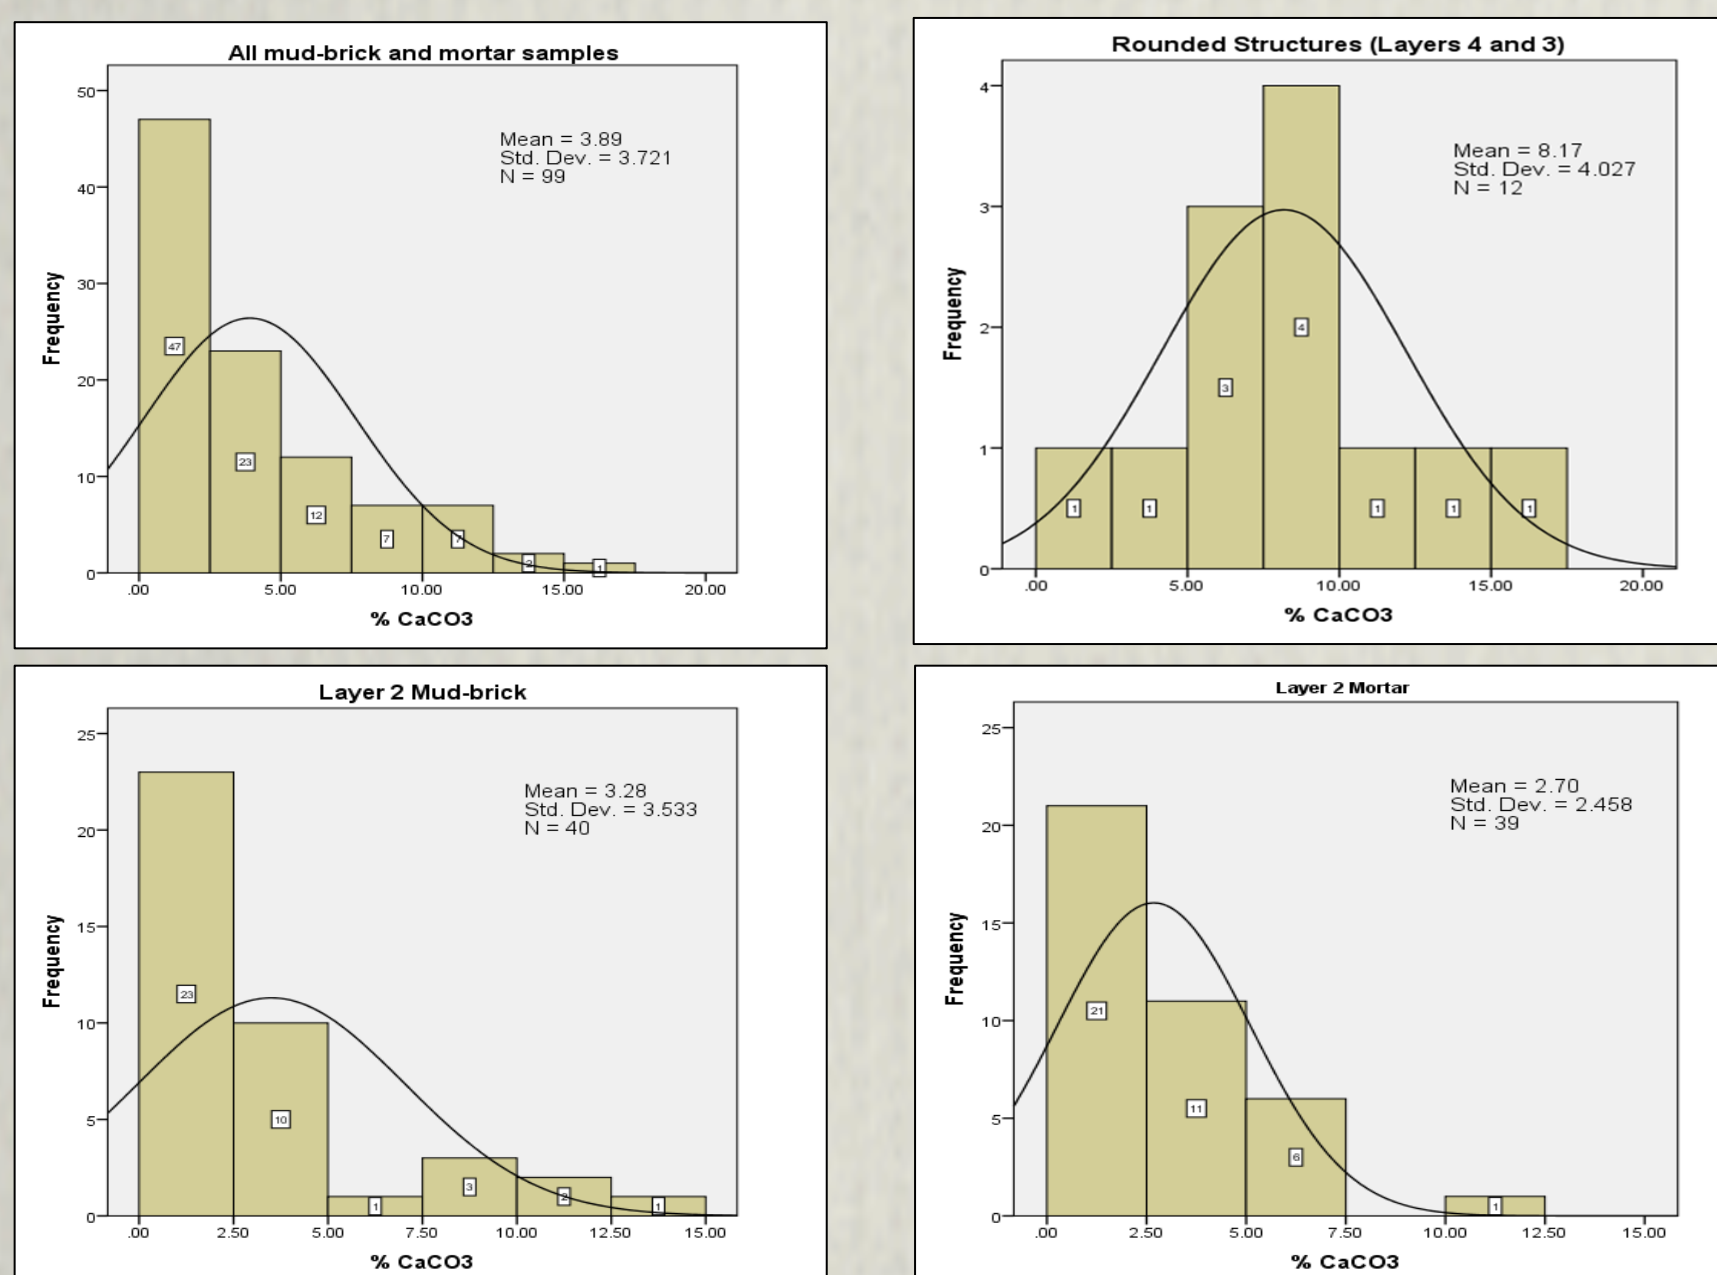 All mud-brick and mortar samples
Mean = 3.89
Std. Dev. = 3.721
N = 99
Frequency
50
40
30
20
10
0
47
23
12
7
7
2
1
.00 5.00 10.00 15.00 20.00
% CaCO3
Rounded Structures (Layers 4 and 3)
Mean = 8.17
Std. Dev. = 4.027
N = 12
Frequency
4
3
2
1
0
1
1
3
4
1
1
1
.00 5.00 10.00 15.00 20.00
% CaCO3
Layer 2 Mud-brick
Mean = 3.28
Std. Dev. = 3.533
N = 40
Frequency
25
20
15
10
5
0
23
10
1
3
2
1
.00 2.50 5.00 7.50 10.00 12.50 15.00
% CaCO3
Layer 2 Mortar
Mean = 2.70
Std. Dev. = 2.458
N = 39
Frequency
25
20
15
10
5
0
21
11
6
1
.00 2.50 5.00 7.50 10.00 12.50 15.00
% CaCO3